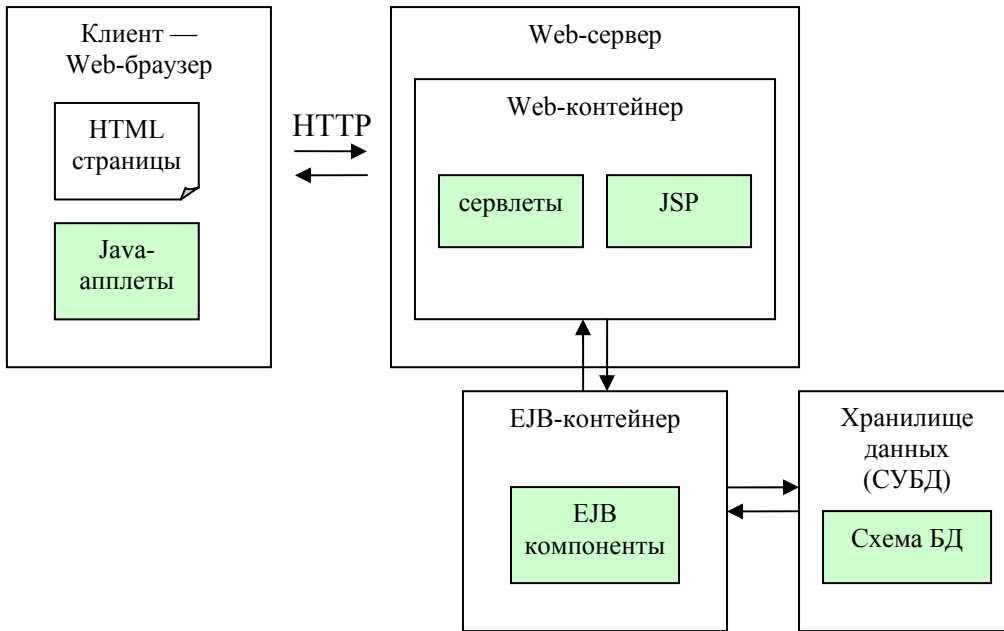 Клиент —
Web-браузер
HTML
страницы
Java-
апплеты
HTTP
Web-сервер
Web-контейнер
сервлеты
JSP
EJB-контейнер
EJB
компоненты
Хранилище
данных
(СУБД)
Схема БД